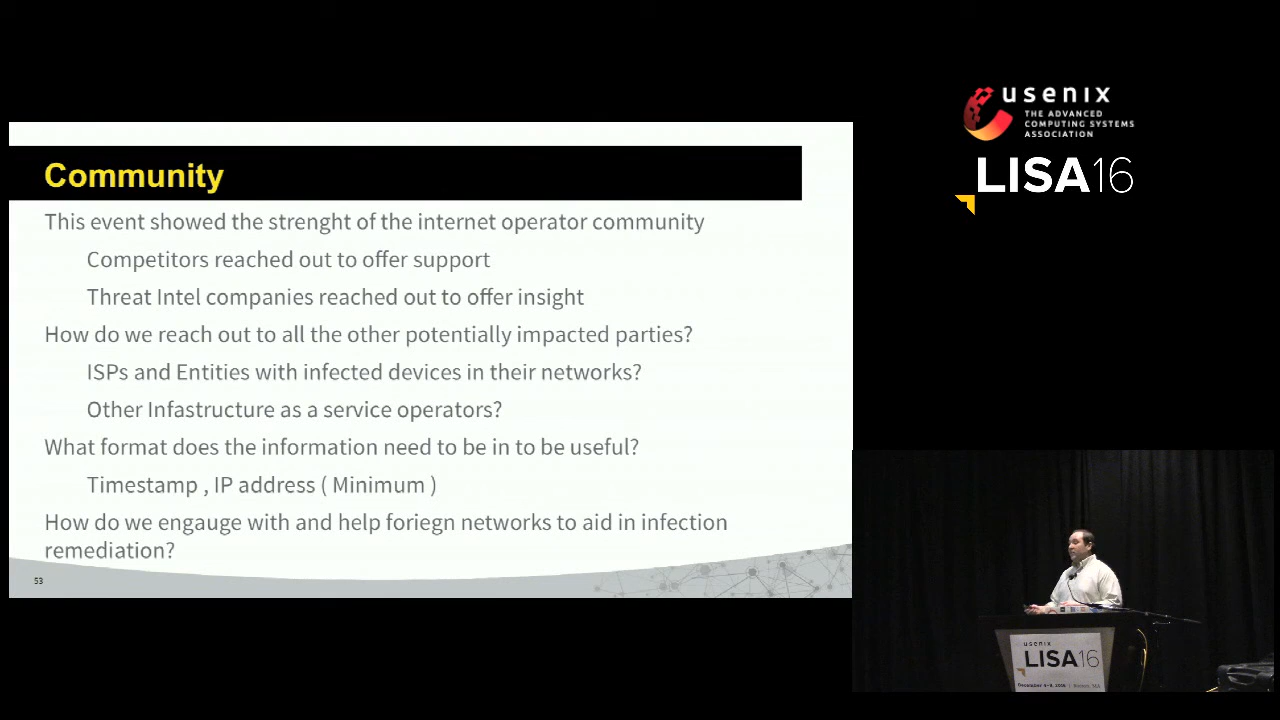 usenix
THE ADVANCED
COMPUTING SYSTEMS
ASSOCIATION
LISA16
Community
This event showed the strenght of the internet operator community
Competitors reached out to offer support
Threat Intel companies reached out to offer insight
How do we reach out to all the other potentially impacted parties?
ISPs and Entities with infected devices in their networks?
Other Infastructure as a service operators?
What format does the information need to be in to be useful?
Timestamp , IP address ( Minimum )
How do we engauge with and help foriegn networks to aid in infection
remediation?
53
usenix
LISA16